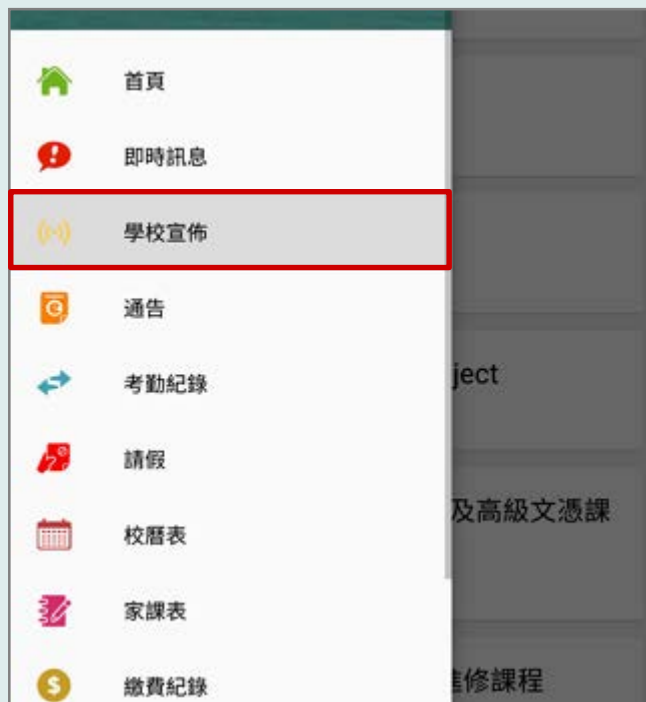 首頁
即時訊息
學校宣佈
通告
考勤紀錄
ject
請假
及高級文憑課
校曆表
家課表
繳費紀錄
修課程